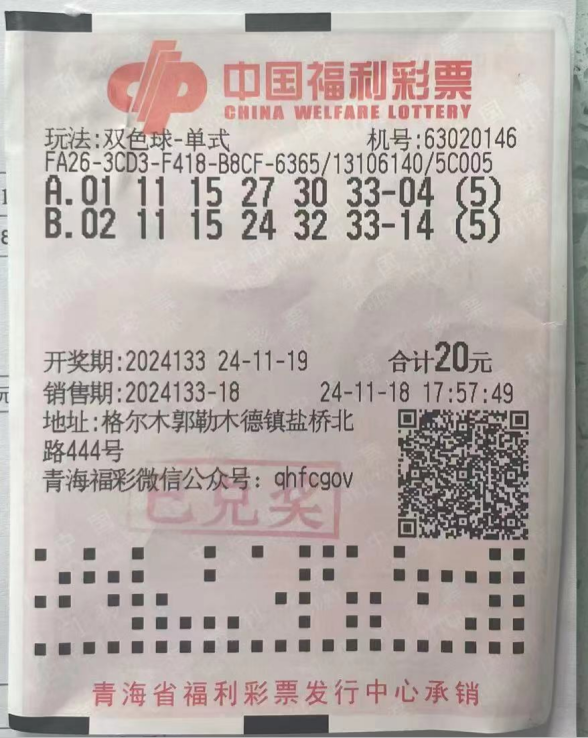 中国福利彩票
CHINA WELFARE LOTTERY
玩法:双色球-单式 机号:63020146
FA26-3CD3-F418-B8CF-6365/13106140/5C005
A.01 11 15 27 30 33-04 (5)
B.02 11 15 24 32 33-14 (5)
开奖期:2024133 24-11-19 合计20元
销售期:2024133-18 24-11-18 17:57:49
地址:格尔木郭勒木德镇盐桥北
路444号
青海福彩微信公众号: qhfcgov
已兑奖
青海省福利彩票发行中心承销